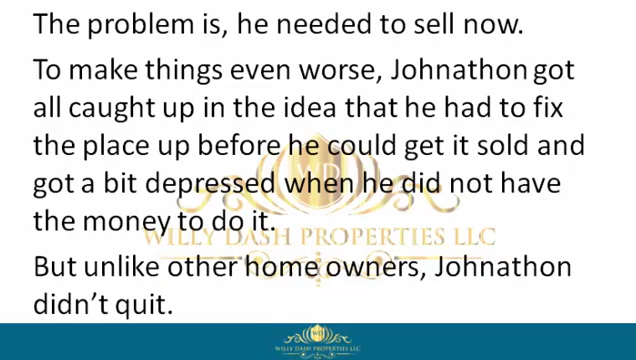 The problem is, he needed to sell now.
To make things even worse, Johnathon got
all caught up in the idea that he had to fix
the place up before he could get it sold and
got a bit depressed when he did not have
the money to do it.
WILLY DASH PROPERTIES LLC
But unlike other home owners, Johnathon
didn't quit.
WILLY DASH PROPERTIES LLC